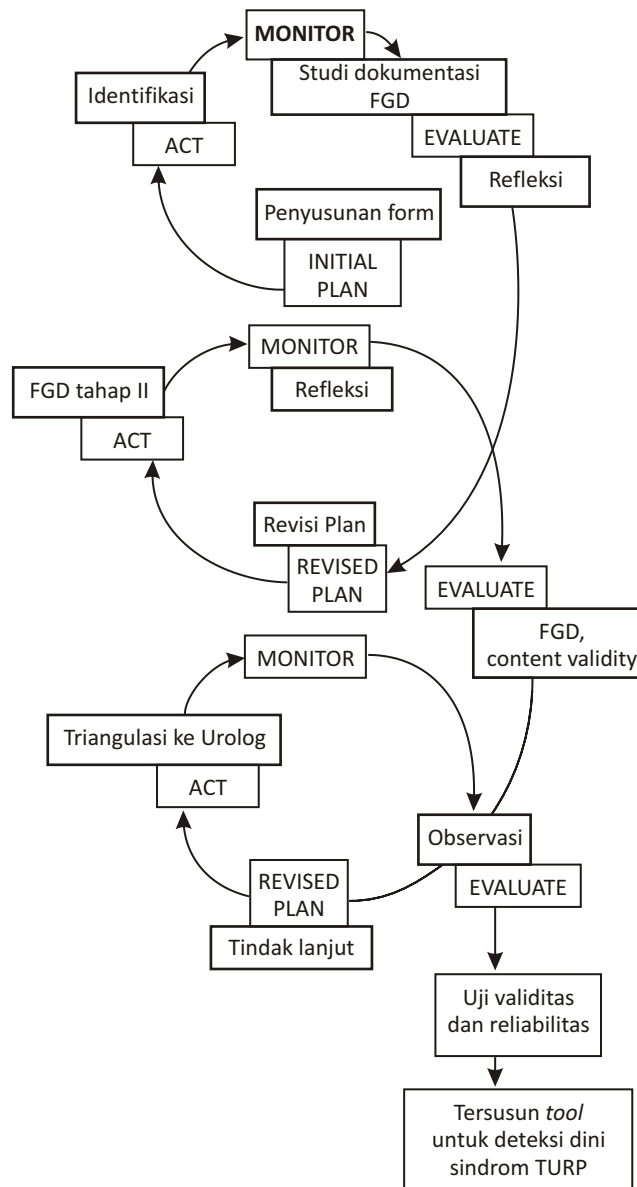 MONITOR
Studi dokumentasi
FGD
Identifikasi
ACT
EVALUATE
Refleksi
Penyusunan form
INITIAL
PLAN
MONITOR
Refleksi
FGD tahap II
ACT
Revisi Plan
REVISED
PLAN
EVALUATE
FGD,
content validity
MONITOR
Triangulasi ke Urolog
ACT
Observasi
EVALUATE
REVISED
PLAN
Tindak lanjut
Uji validitas
dan reliabilitas
Tersusun tool
untuk deteksi dini
sindrom TURP